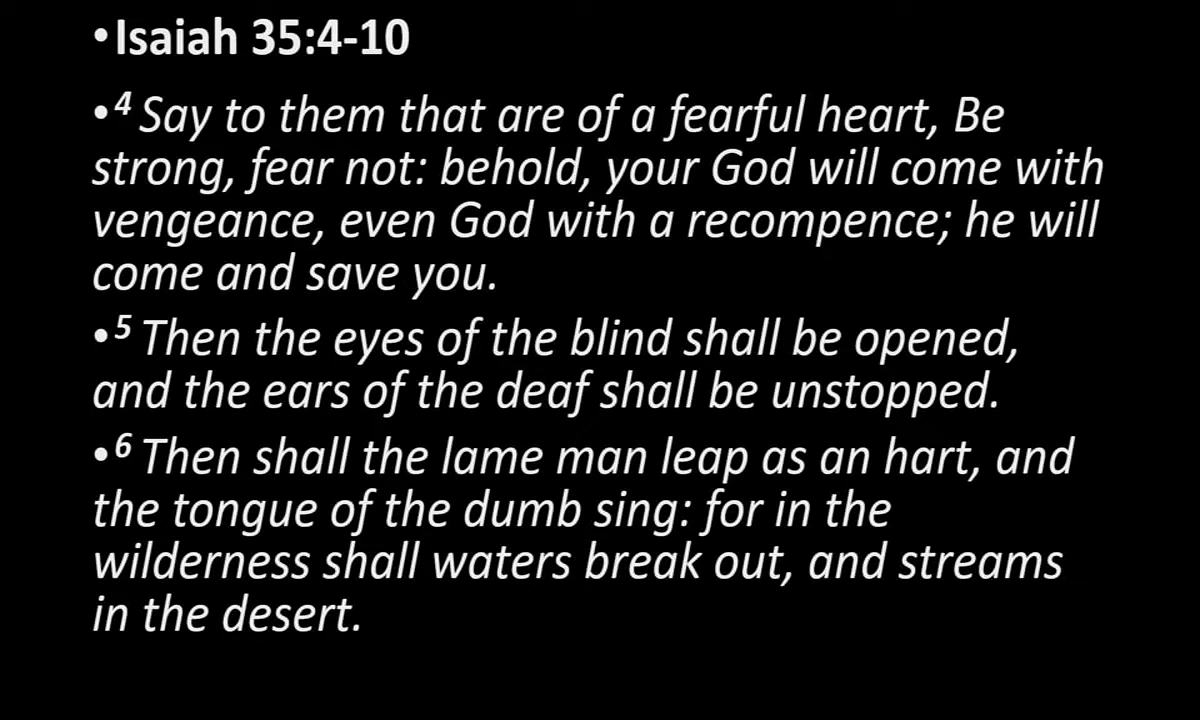 •Isaiah 35:4-10
•4 Say to them that are of a fearful heart, Be
strong, fear not: behold, your God will come with
vengeance, even God with a recompence; he will
come and save you.
•5 Then the eyes of the blind shall be opened,
and the ears of the deaf shall be unstopped.
•6 Then shall the lame man leap as an hart, and
the tongue of the dumb sing: for in the
wilderness shall waters break out, and streams
in the desert.